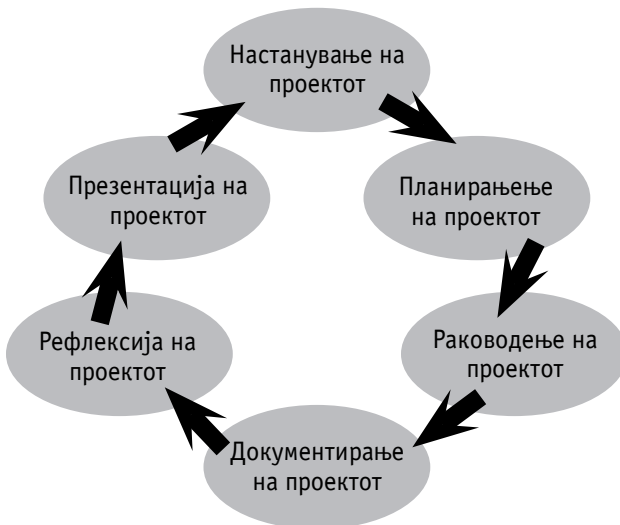 Настанување на
проектот
Планирањење
на проектот
Раководење на
проектот
Документирање
на проектот
Рефлексија на
проектот
Презентација на
проектот